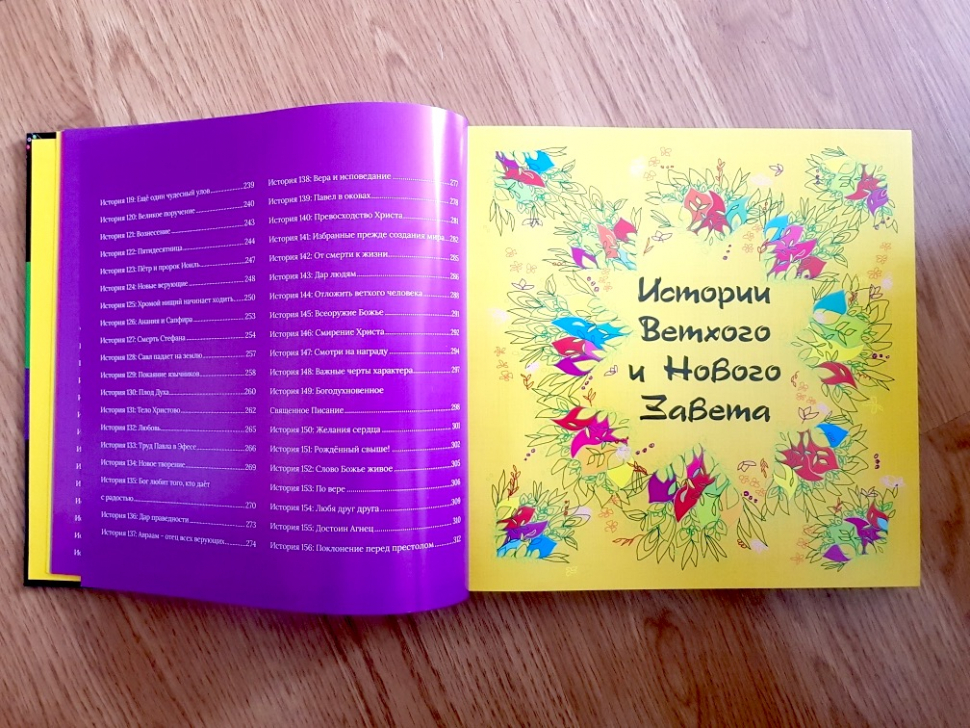 История 119: Ещё один чудесный улов 239
История 120: Великое поручение 240
История 121: Вознесение 243
История 122: Пятидесятница 244
История 123: Пётр и пророк Иоиль 247
История 124: Новые верующие 248
История 125: Хромой нищий начинает ходить 250
История 126: Анания и Сапфира 253
История 127: Смерть Стефана 254
История 128: Савл падает на землю 257
История 129: Покаяние язычников 258
История 130: Плод Духа 260
История 131: Тело Христово 262
История 132: Любовь 265
История 133: Труд Павла в Эфесе 266
История 134: Новое творение 269
История 135: Бог любит того, кто даёт
с радостью 270
История 136: Дар праведности 273
История 137: Авраам – отец всех верующих 274
История 138: Вера и исповедание 277
История 139: Павел в оковах 278
История 140: Превосходство Христа 281
История 141: Избранные прежде создания мира 282
История 142: От смерти к жизни 285
История 143: Дар людям 286
История 144: Отложить ветхого человека 288
История 145: Всеоружие Божье 291
История 146: Смирение Христа 292
История 147: Смотри на награду 294
История 148: Важные черты характера 297
История 149: Богодухновенное
Священное Писание 298
История 150: Желания сердца 301
История 151: Рождённый свыше! 302
История 152: Слово Божье живое 305
История 153: По вере 306
История 154: Любя друг друга 309
История 155: Достоин Агнец 310
История 156: Поклонение перед престолом 312
Истории
Ветхого
и Нового
Завета